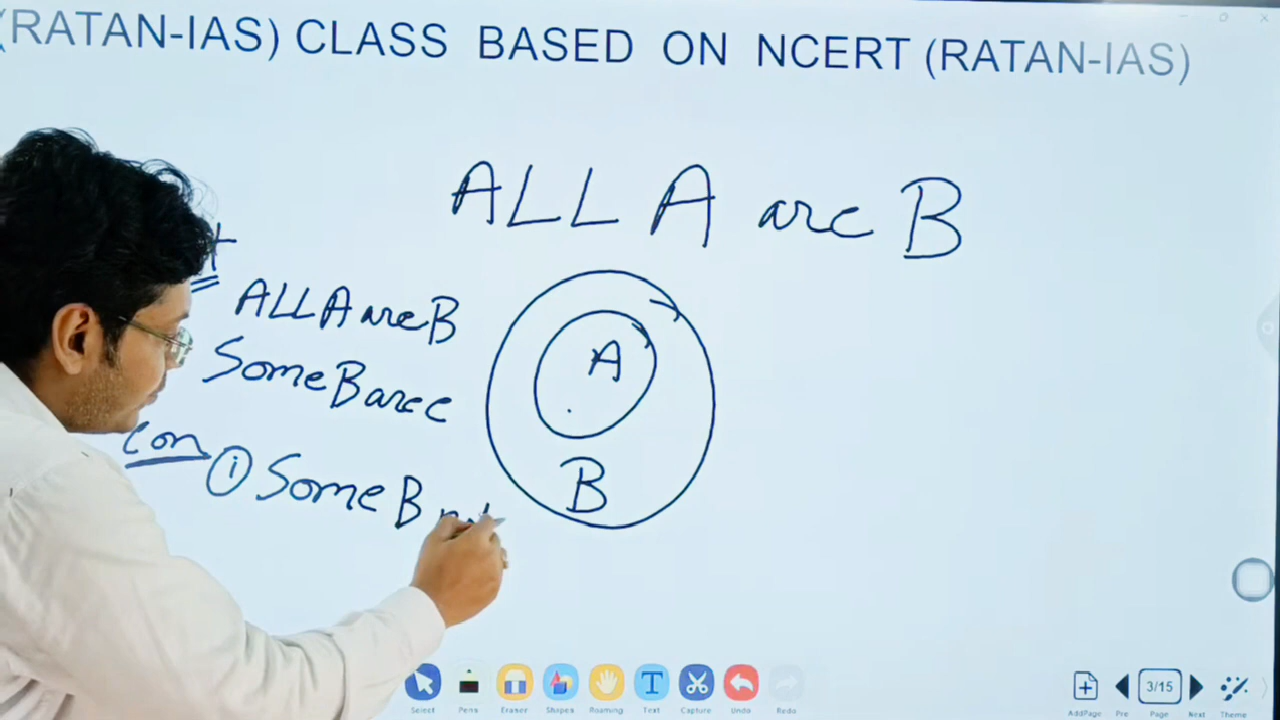 (RATAN-IAS) CLASS BASED ON NCERT (RATAN-IAS)
ALL A are B
ALL A are B
Some B are C
Con
① Some B not
A
B
Select Pens Eraser Shapes Roaming Text Capture Undo Redo
AddPage Pre 3/15 Page Next Theme